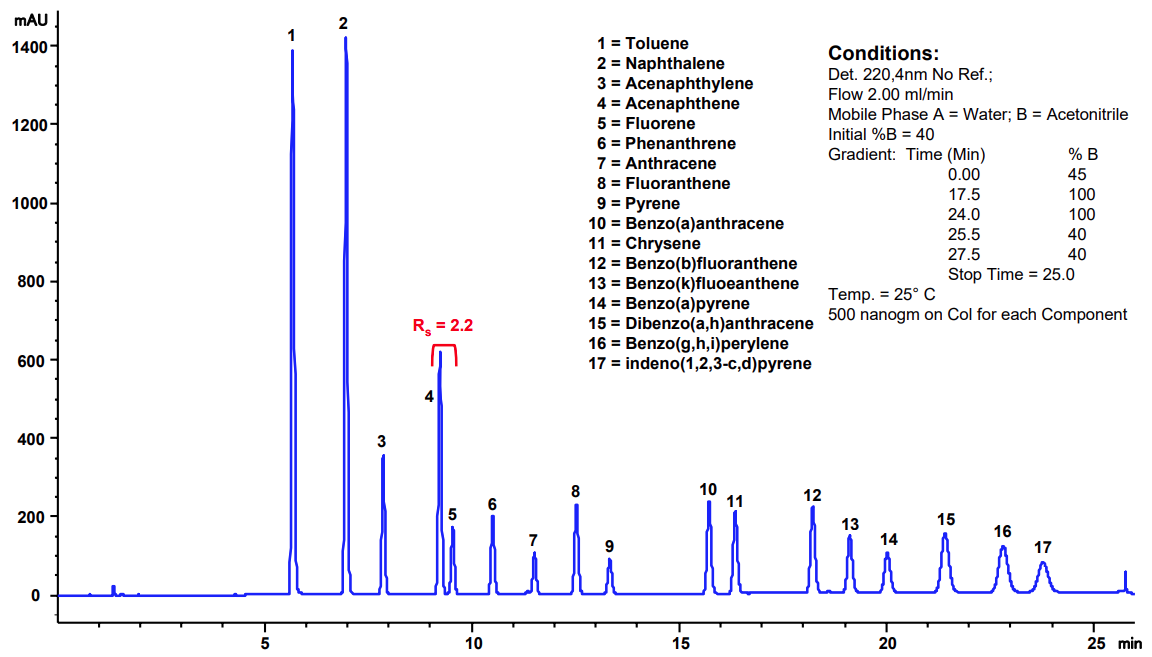 mAU
1400
1200
1000
800
600
400
200
0
5
10
15
20
25
min
1
2
3
4
R_s = 2.2
5
6
7
8
9
10
11
12
13
14
15
16
17
1 = Toluene
2 = Naphthalene
3 = Acenaphthylene
4 = Acenaphthene
5 = Fluorene
6 = Phenanthrene
7 = Anthracene
8 = Fluoranthene
9 = Pyrene
10 = Benzo(a)anthracene
11 = Chrysene
12 = Benzo(b)fluoranthene
13 = Benzo(k)fluoeanthene
14 = Benzo(a)pyrene
15 = Dibenzo(a,h)anthracene
16 = Benzo(g,h,i)perylene
17 = indeno(1,2,3-c,d)pyrene
Conditions:
Det. 220,4nm No Ref.;
Flow 2.00 ml/min
Mobile Phase A = Water; B = Acetonitrile
Initial %B = 40
Gradient: Time (Min) % B
0.00 45
17.5 100
24.0 100
25.5 40
27.5 40
Stop Time = 25.0
Temp. = 25° C
500 nanogm on Col for each Component